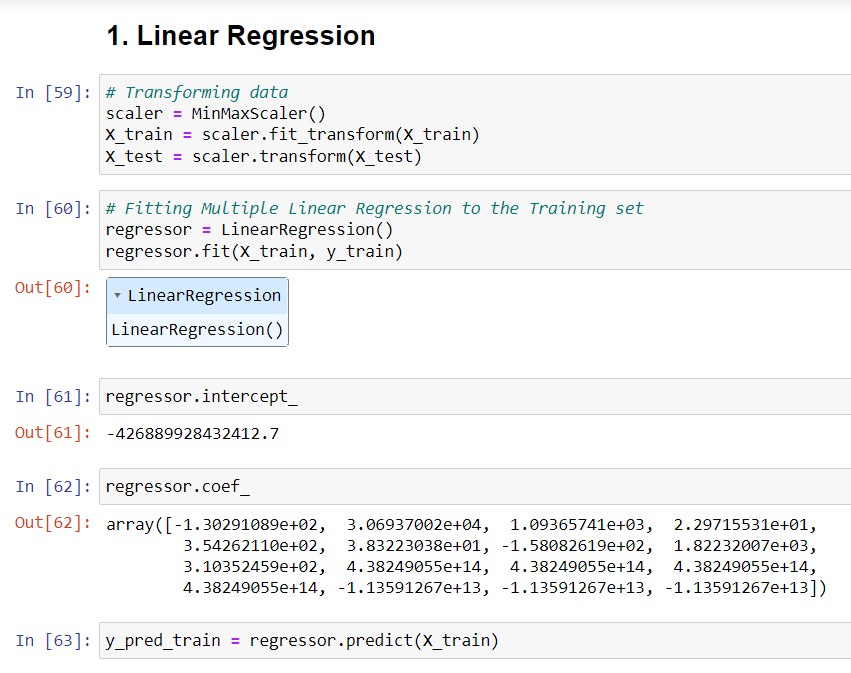 1. Linear Regression
In [59]: # Transforming data
scaler = MinMaxScaler()
X_train = scaler.fit_transform(X_train)
X_test = scaler.transform(X_test)
In [60]: # Fitting Multiple Linear Regression to the Training set
regressor = LinearRegression()
regressor.fit(X_train, y_train)
Out[60]: ▾ LinearRegression
LinearRegression()
In [61]: regressor.intercept_
Out[61]: -426889928432412.7
In [62]: regressor.coef_
Out[62]: array([-1.30291089e+02, 3.06937002e+04, 1.09365741e+03, 2.29715531e+01,
3.54262110e+02, 3.83223038e+01, -1.58082619e+02, 1.82232007e+03,
3.10352459e+02, 4.38249055e+14, 4.38249055e+14, 4.38249055e+14,
4.38249055e+14, -1.13591267e+13, -1.13591267e+13, -1.13591267e+13])
In [63]: y_pred_train = regressor.predict(X_train)